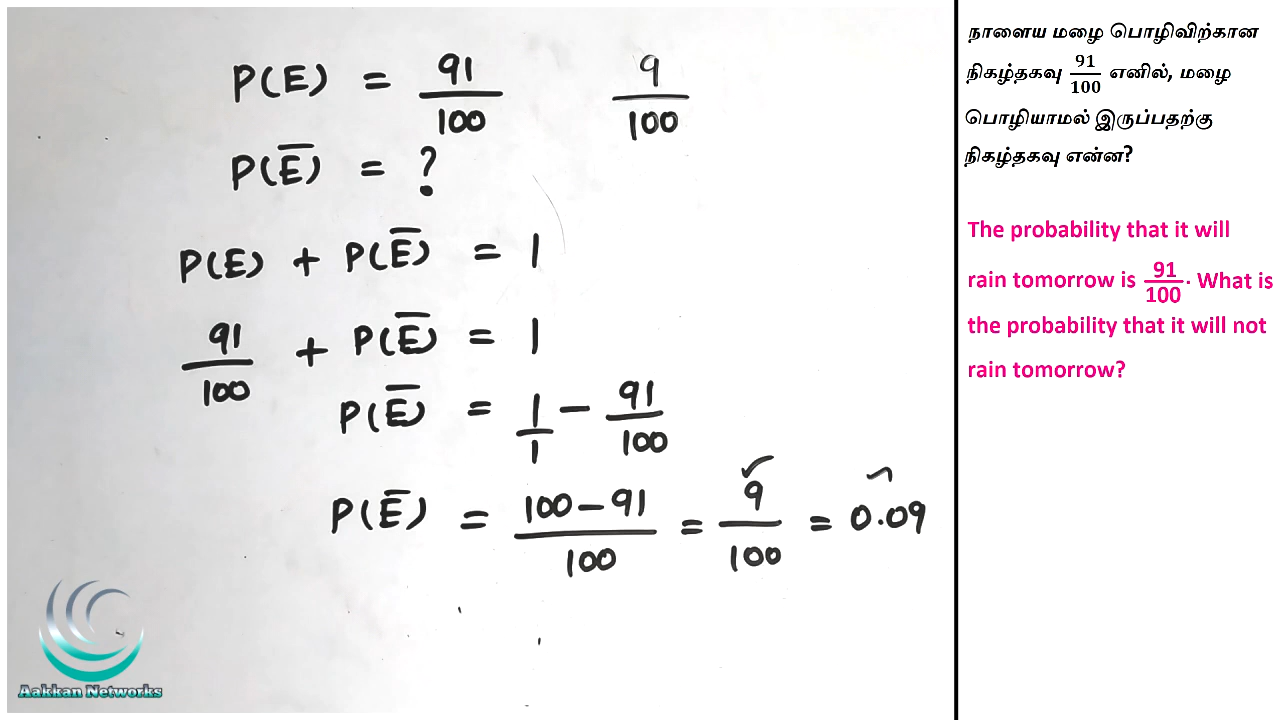 P(E) = 91/100 9/100
P(E̅) = ?
P(E) + P(E̅) = 1
91/100 + P(E̅) = 1
P(E̅) = 1/1 − 91/100
P(E̅) = 100 − 91/100 = 9/100 = 0.09
Aakkan Networks
நாளைய மழை பொழிவிற்கான
நிகழ்தகவு 91/100 எனில், மழை
பொழியாமல் இருப்பதற்கு
நிகழ்தகவு என்ன?
The probability that it will
rain tomorrow is 91/100. What is
the probability that it will not
rain tomorrow?